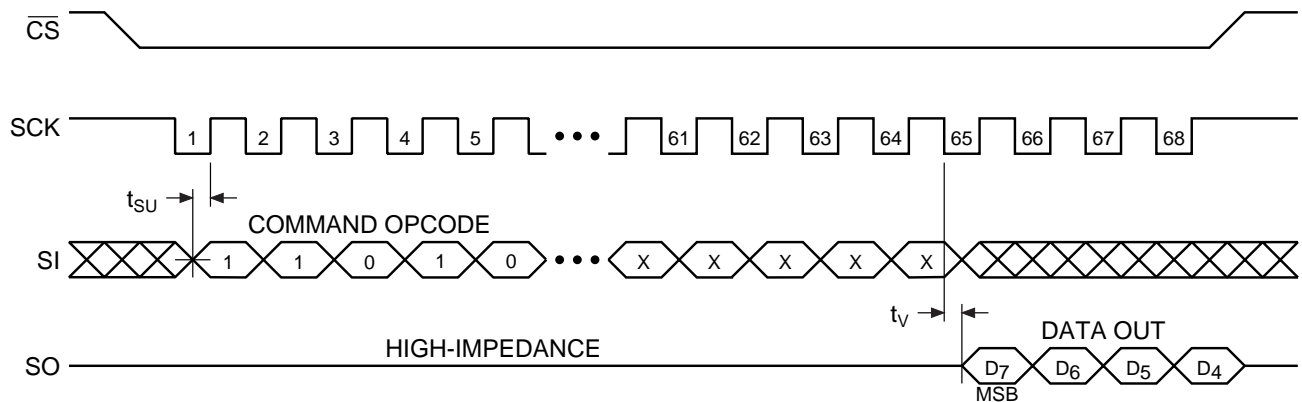 CS
SCK 1 2 3 4 5 ••• 61 62 63 64 65 66 67 68
tSU
COMMAND OPCODE
SI 1 1 0 1 0 ••• X X X X X
tV
DATA OUT
HIGH-IMPEDANCE
SO D7 D6 D5 D4
MSB